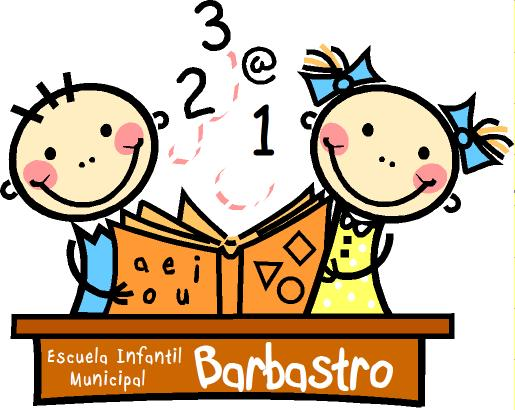 3
@
2
1
a e i
o u
Escuela Infantil
Municipal
Barbastro